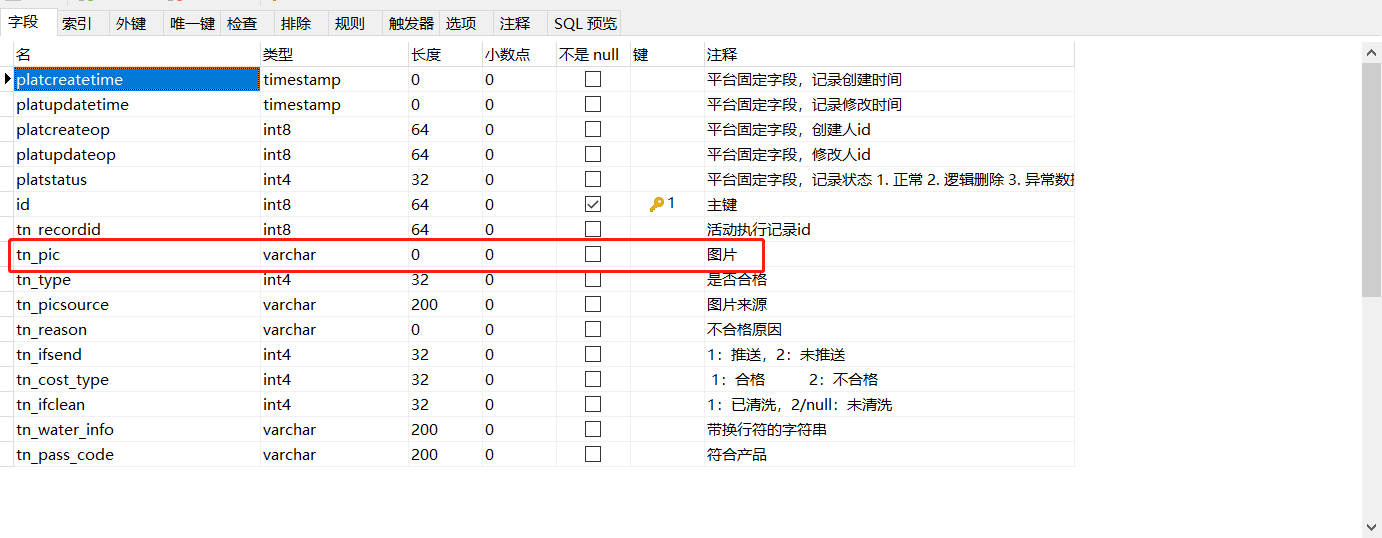 字段 索引 外键 唯一键 检查 排除 规则 触发器 选项 注释 SQL 预览
名 类型 长度 小数点 不是 null 键 注释
platcreatetime timestamp 0 0 平台固定字段，记录创建时间
platupdatetime timestamp 0 0 平台固定字段，记录修改时间
platcreateop int8 64 0 平台固定字段，创建人id
platupdateop int8 64 0 平台固定字段，修改人id
platstatus int4 32 0 平台固定字段，记录状态 1. 正常 2. 逻辑删除 3. 异常数据
id int8 64 0 1 主键
tn_recordid int8 64 0 活动执行记录id
tn_pic varchar 0 0 图片
tn_type int4 32 0 是否合格
tn_picsource varchar 200 0 图片来源
tn_reason varchar 0 0 不合格原因
tn_ifsend int4 32 0 1：推送，2：未推送
tn_cost_type int4 32 0 1：合格 2：不合格
tn_ifclean int4 32 0 1：已清洗，2/null：未清洗
tn_water_info varchar 200 0 带换行符的字符串
tn_pass_code varchar 200 0 符合产品